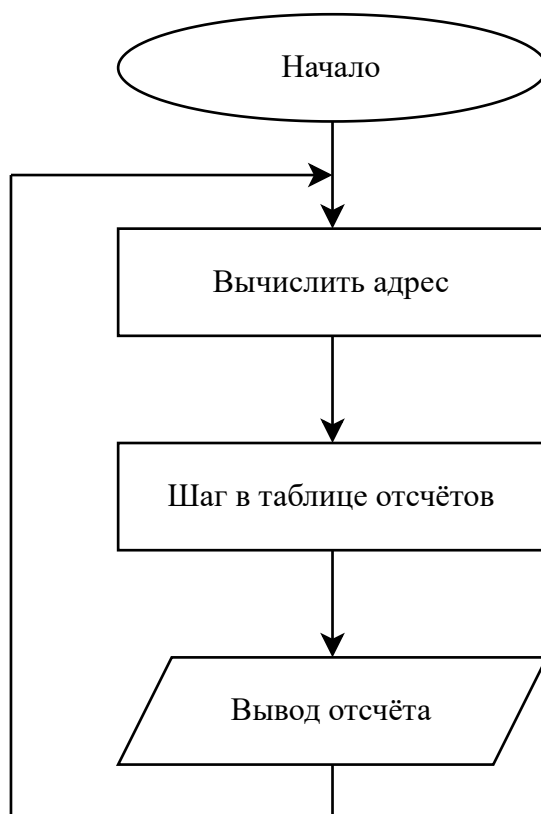 Начало
Вычислить адрес
Шаг в таблице отсчётов
Вывод отсчёта